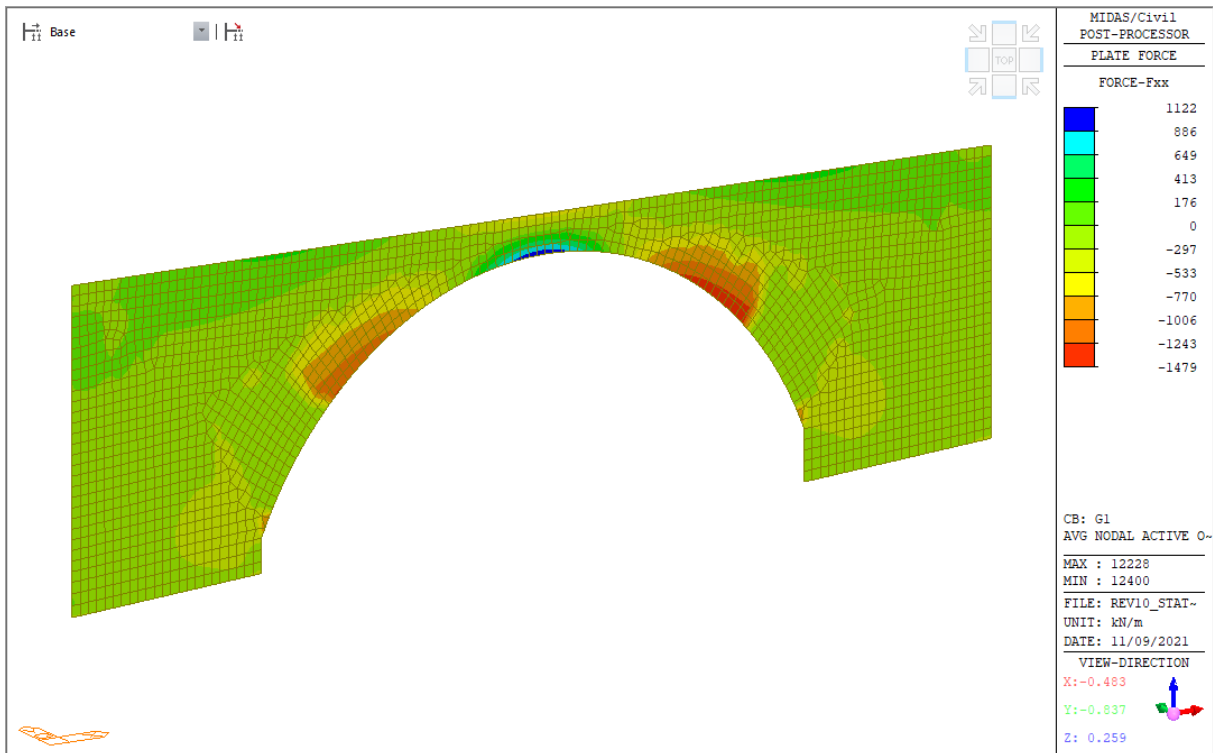 Base
TOP
MIDAS/Civil
POST-PROCESSOR
PLATE FORCE
FORCE-Fxx
1122
886
649
413
176
0
-297
-533
-770
-1006
-1243
-1479
CB: G1
AVG NODAL ACTIVE O~
MAX : 12228
MIN : 12400
FILE: REV10_STAT~
UNIT: kN/m
DATE: 11/09/2021
VIEW-DIRECTION
X:-0.483
Y:-0.837
Z: 0.259